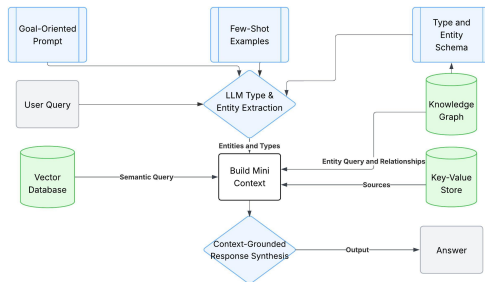 Goal-Oriented
Prompt
Few-Shot
Examples
Type and
Entity
Schema
User Query
LLM Type &
Entity Extraction
Knowledge
Graph
Entities and Types
Entity Query and Relationships
Vector
Database
Semantic Query
Build Mini
Context
Sources
Key-Value
Store
Context-Grounded
Response Synthesis
Output
Answer